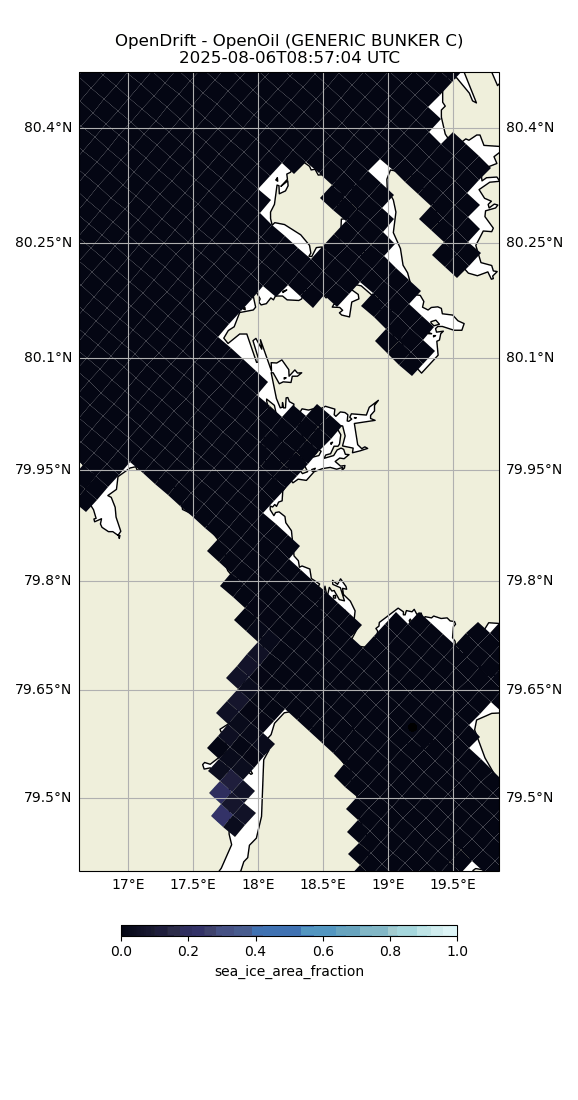 OpenDrift - OpenOil (GENERIC BUNKER C)
2025-08-06T08:57:04 UTC
80.4°N 80.4°N
80.25°N 80.25°N
80.1°N 80.1°N
79.95°N 79.95°N
79.8°N 79.8°N
79.65°N 79.65°N
79.5°N 79.5°N
17°E 17.5°E 18°E 18.5°E 19°E 19.5°E
0.0 0.2 0.4 0.6 0.8 1.0
sea_ice_area_fraction